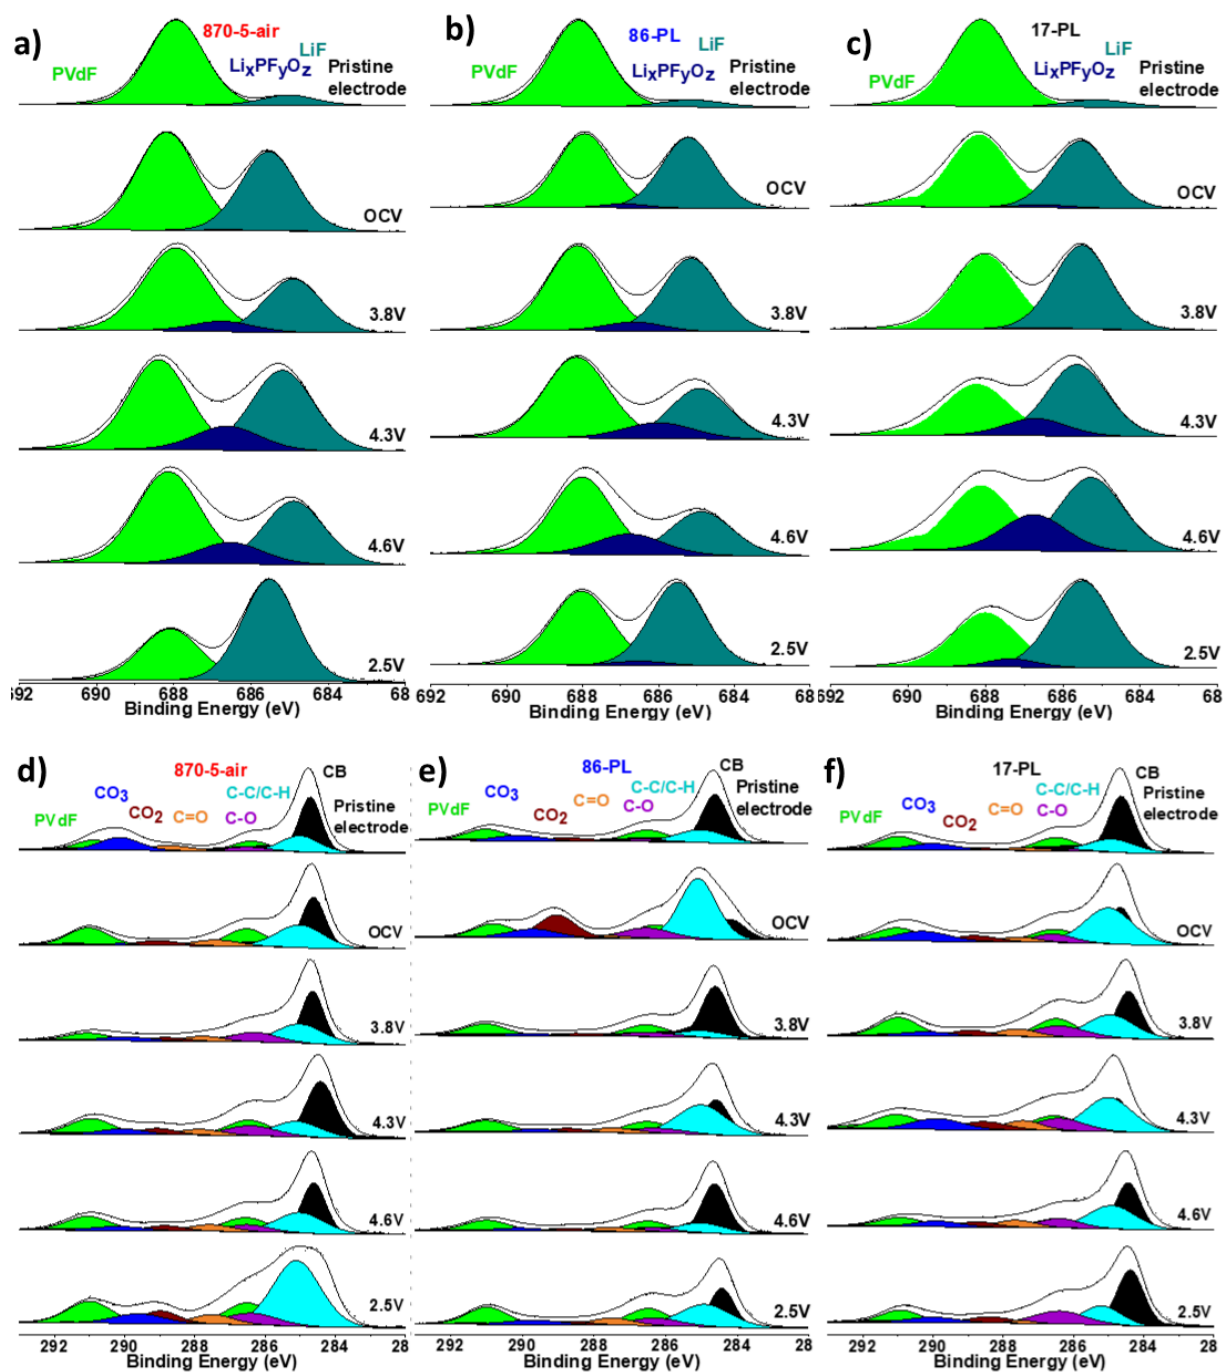 a)
870-5-air
PVdF
LixPFyOz
LiF
Pristine
electrode
OCV
3.8V
4.3V
4.6V
2.5V
690 688 686 684 68
Binding Energy (eV)
b)
86-PL
PVdF
LixPFyOz
LiF
Pristine
electrode
OCV
3.8V
4.3V
4.6V
2.5V
692 690 688 686 684
Binding Energy (eV)
c)
17-PL
PVdF
LixPFyOz
LiF
Pristine
electrode
OCV
3.8V
4.3V
4.6V
2.5V
690 688 686 684 68
Binding Energy (eV)
d)
870-5-air
PVdF
CO3
CO2
C=O
C-C/C-H
C-O
CB
Pristine
electrode
OCV
3.8V
4.3V
4.6V
2.5V
292 290 288 286 284 28
Binding Energy (eV)
e)
86-PL
PVdF
CO3
CO2
C=O
C-C/C-H
C-O
CB
Pristine
electrode
OCV
3.8V
4.3V
4.6V
2.5V
292 290 288 286 284
Binding Energy (eV)
f)
17-PL
PVdF
CO3
CO2
C=O
C-C/C-H
C-O
CB
Pristine
electrode
OCV
3.8V
4.3V
4.6V
2.5V
292 290 288 286 284 28
Binding Energy (eV)